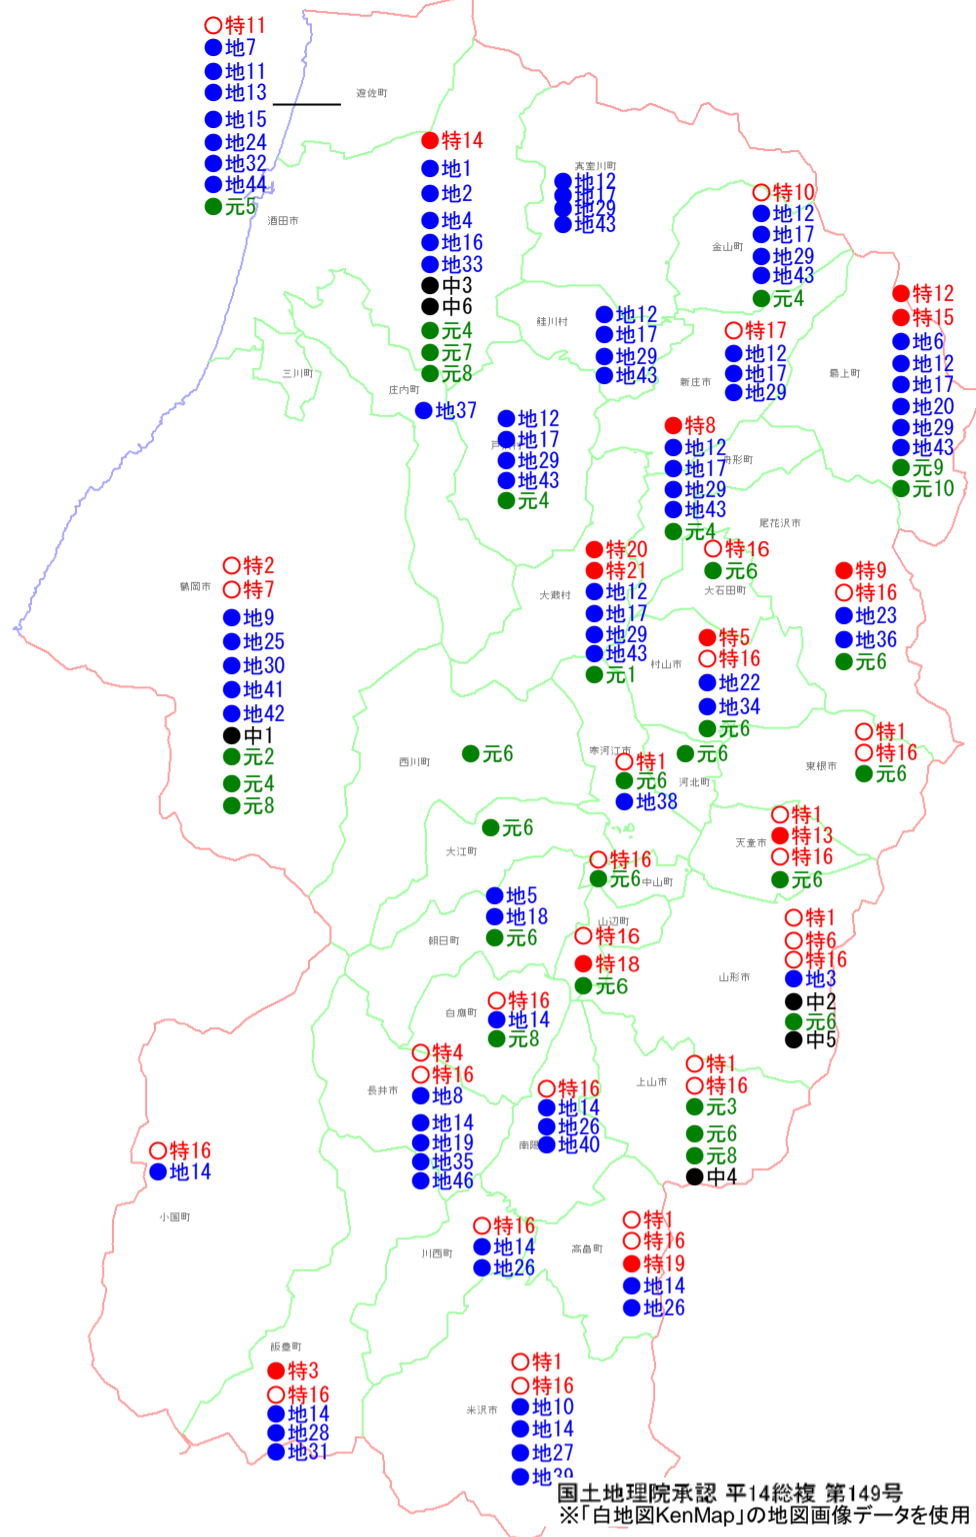 特11
地7
地11
地13
地15
地24
地32
地44
元5
遊佐町
酒田市
特14
地1
地2
地4
地16
地33
中3
中6
元4
元7
元8
真室川町
地12
地17
地29
地43
金山町
特10
地12
地17
地29
地43
元4
鮭川村
地12
地17
地29
地43
新庄市
特17
地12
地17
地29
最上町
特12
特15
地6
地12
地17
地20
地29
地43
元9
元10
三川町
庄内町
地37
地12
地17
地29
地43
元4
特8
地12
地17
地29
地43
元4
舟形町
尾花沢市
特9
特16
地23
地36
元6
特16
元6
大石田町
大蔵村
特20
特21
地12
地17
地29
地43
元1
鶴岡市
特2
特7
地9
地25
地30
地41
地42
中1
元2
元4
元8
村山市
特5
特16
地22
地34
元6
西川町
元6
寒河江市
特1
元6
地38
元6
河北町
東根市
特1
特16
元6
天童市
特1
特13
特16
元6
大江町
元6
特16
元6
中山町
山辺町
特16
特18
元6
朝日町
地5
地18
元6
山形市
特1
特6
特16
地3
中2
元6
中5
白鷹町
特16
地14
元8
長井市
特4
特16
地8
地14
地19
地35
地46
南陽
特16
地14
地26
地40
上山市
特1
特16
元3
元6
元8
中4
特16
地14
小国町
川西町
特16
地14
地26
高畠町
特1
特16
特19
地14
地26
飯豊町
特3
特16
地14
地28
地31
米沢市
特1
特16
地10
地14
地27
地39
国土地理院承認 平14総複 第149号
※「白地図KenMap」の地図画像データを使用